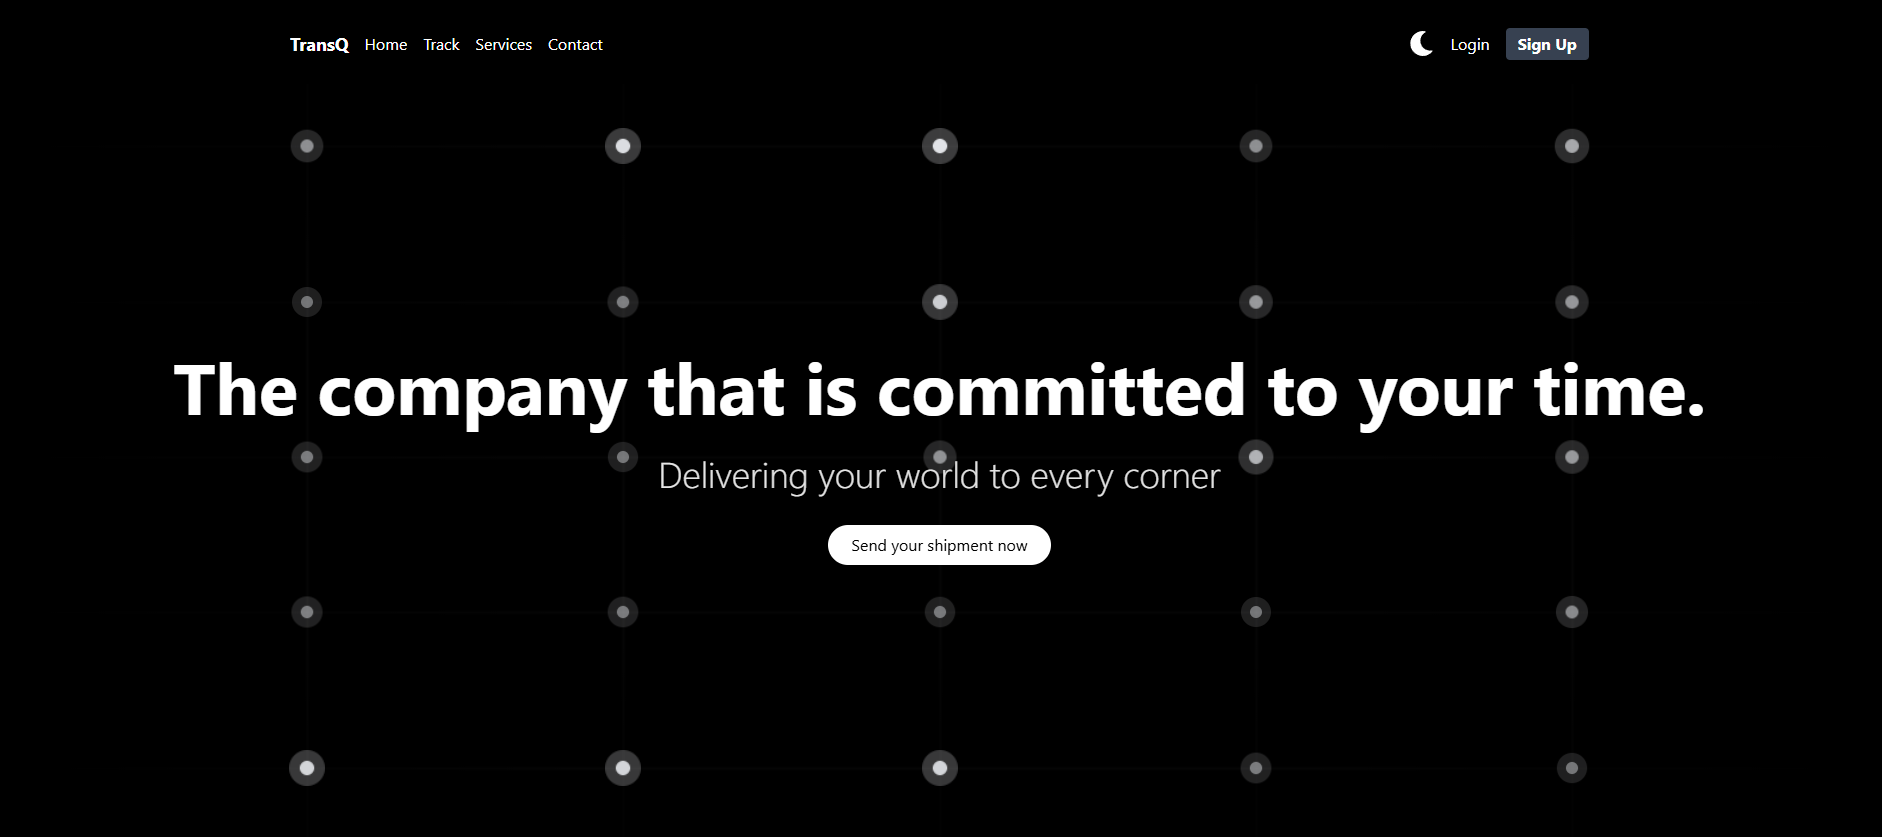 TransQ Home Track Services Contact Login Sign Up
The company that is committed to your time.
Delivering your world to every corner
Send your shipment now